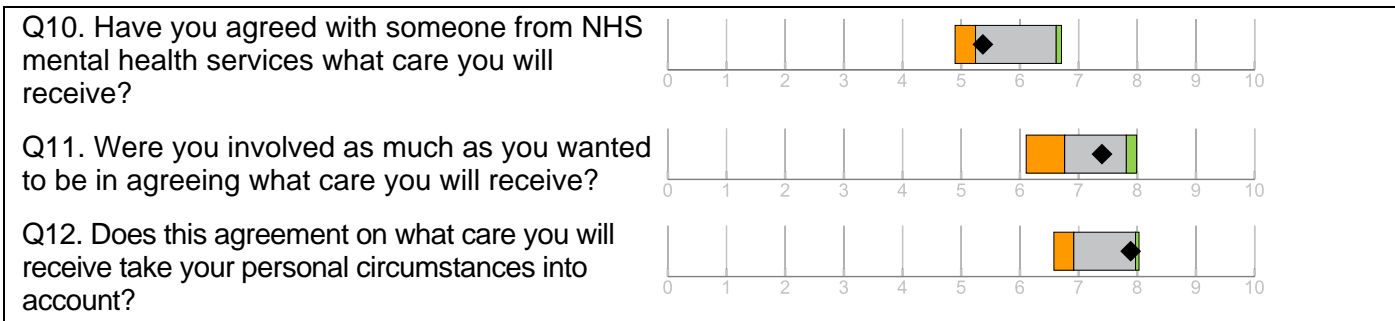 Q10. Have you agreed with someone from NHS
mental health services what care you will
receive?
0 1 2 3 4 5 6 7 8 9 10
Q11. Were you involved as much as you wanted
to be in agreeing what care you will receive?
0 1 2 3 4 5 6 7 8 9 10
Q12. Does this agreement on what care you will
receive take your personal circumstances into
account?
0 1 2 3 4 5 6 7 8 9 10